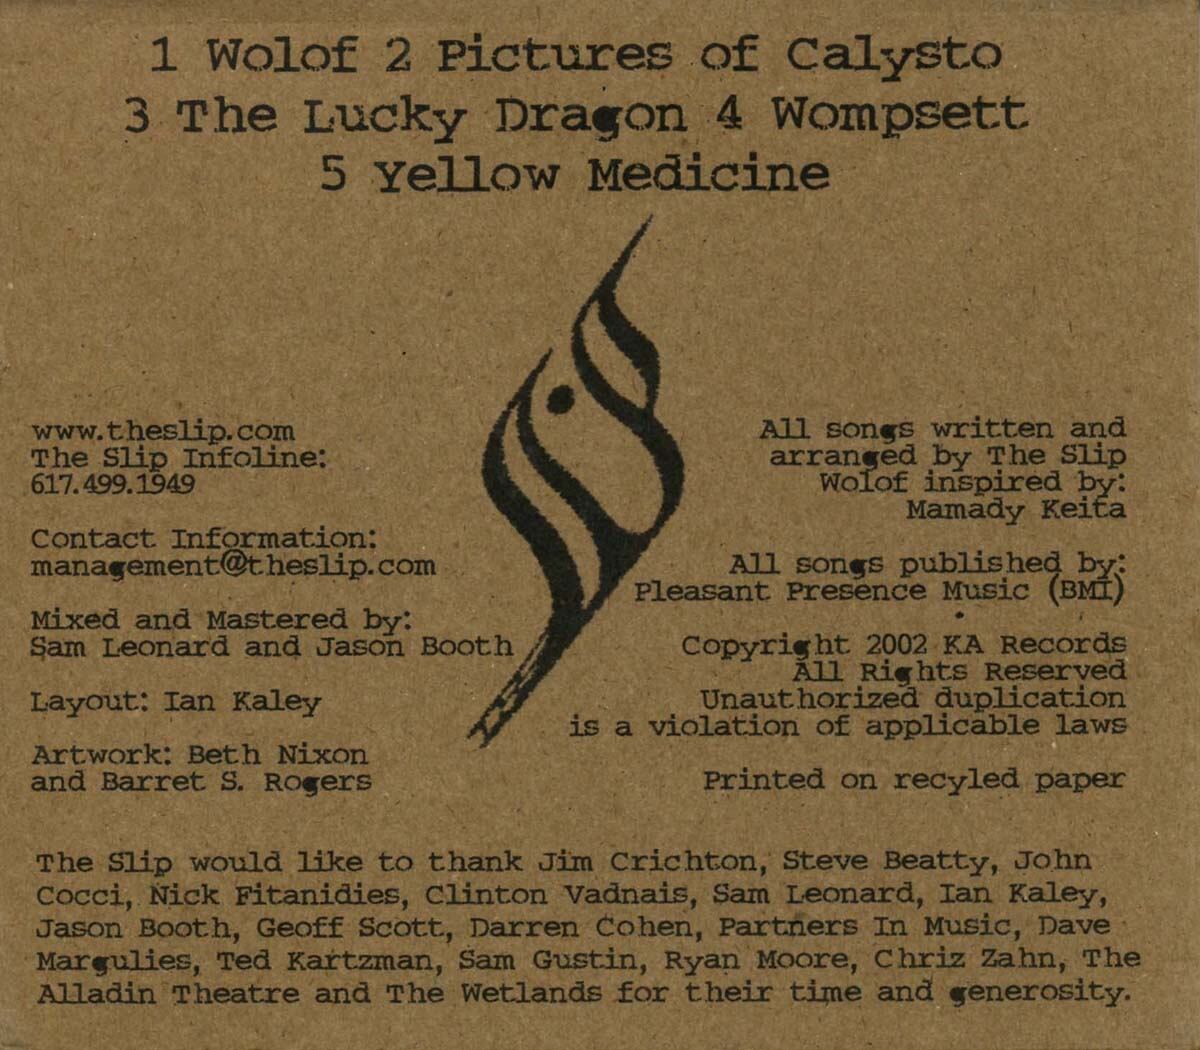 1 Wolof 2 Pictures of Calysto
3 The Lucky Dragon 4 Wompsett
5 Yellow Medicine
www.theslip.com
The Slip Infoline:
617.499.1949
Contact Information:
management@theslip.com
Mixed and Mastered by:
Sam Leonard and Jason Booth
Layout: Ian Kaley
Artwork: Beth Nixon
and Barret S. Rogers
All songs written and
arranged by The Slip
Wolof inspired by:
Mamady Keita
All songs published by:
Pleasant Presence Music (BMI)
Copyright 2002 KA Records
All Rights Reserved
Unauthorized duplication
is a violation of applicable laws
Printed on recyled paper
The Slip would like to thank Jim Crichton, Steve Beatty, John
Cocci, Nick Fitanidies, Clinton Vadnais, Sam Leonard, Ian Kaley,
Jason Booth, Geoff Scott, Darren Cohen, Partners In Music, Dave
Margulies, Ted Kartzman, Sam Gustin, Ryan Moore, Chriz Zahn, The
Alladin Theatre and The Wetlands for their time and generosity.